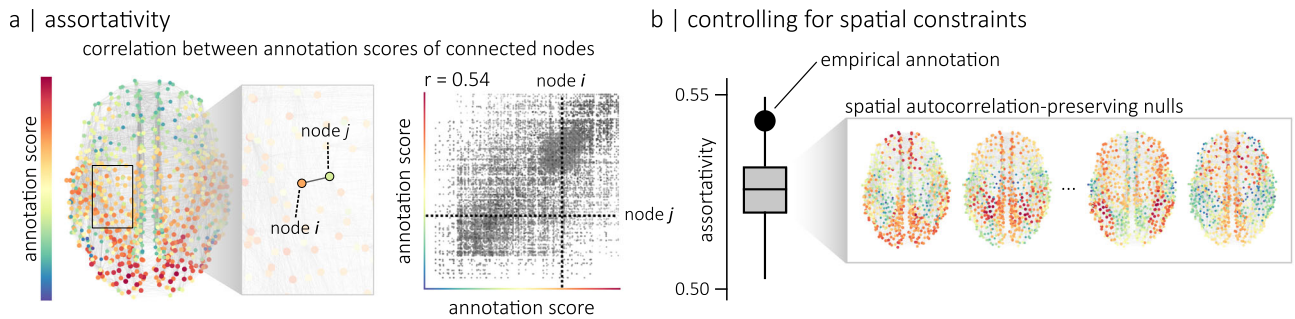 a | assortativity
correlation between annotation scores of connected nodes
annotation score
node j
node i
r = 0.54
node i
annotation score
node j
annotation score
b | controlling for spatial constraints
empirical annotation
0.55
spatial autocorrelation-preserving nulls
assortativity
...
0.50